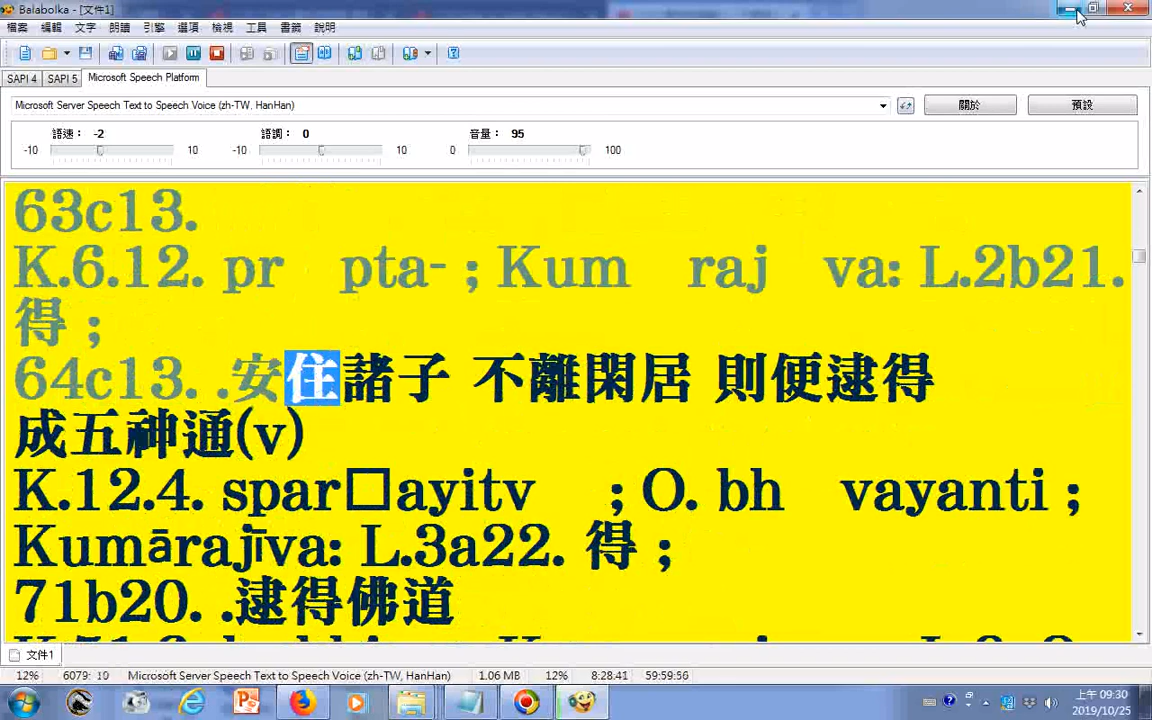 Balabolka - [文件1]
檔案 編輯 文字 朗讀 引擎 選項 檢視 工具 書籤 說明
SAPI 4 SAPI 5 Microsoft Speech Platform
Microsoft Server Speech Text to Speech Voice (zh-TW, HanHan)
關於 預設
語速： -2 語調： 0 音量： 95
-10 10 -10 10 0 100
63c13.
K.6.12. pr pta- ; Kum raj va: L.2b21.
得 ;
64c13. .安住諸子 不離閑居 則便逮得
成五神通(v)
K.12.4. spar□ayitv ; O. bh vayanti ;
Kumārajīva: L.3a22. 得 ;
71b20. .逮得佛道
文件1
12% 6079: 10 Microsoft Server Speech Text to Speech Voice (zh-TW, HanHan) 1.06 MB 12% 8:28:41 59:59:56
上午 09:30
2019/10/25